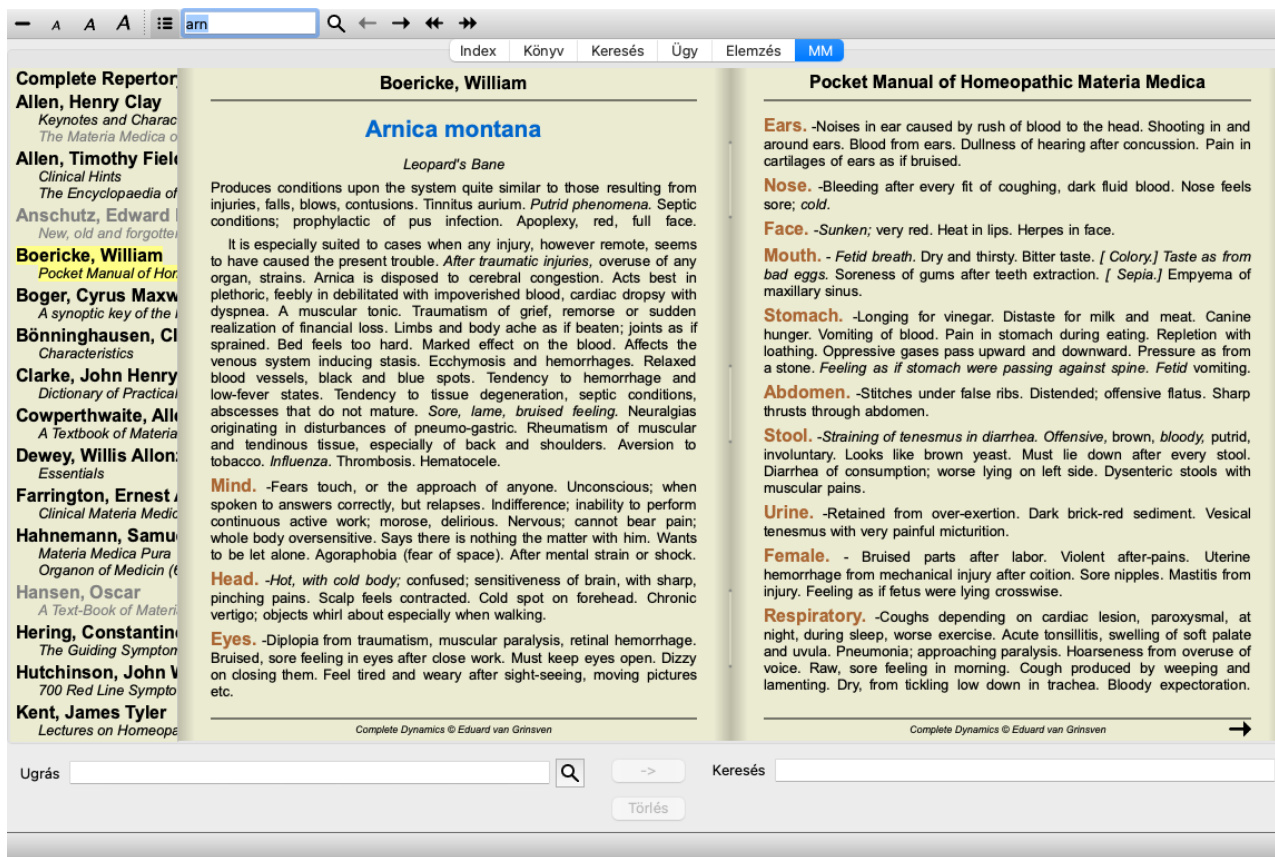 A A A arn
Index Könyv Keresés Ügy Elemzés MM
Complete Repertory
Allen, Henry Clay
Keynotes and Charac
The Materia Medica o
Allen, Timothy Field
Clinical Hints
The Encyclopaedia of
Anschutz, Edward
New, old and forgotte
Boericke, William
Pocket Manual of Hom
Boger, Cyrus Maxw
A synoptic key of the
Bönninghausen, Cl
Characteristics
Clarke, John Henry
Dictionary of Practical
Cowperthwaite, Alle
A Textbook of Materia
Dewey, Willis Allonz
Essentials
Farrington, Ernest A
Clinical Materia Medic
Hahnemann, Samu
Materia Medica Pura
Organon of Medicin (6
Hansen, Oscar
A Text-Book of Materi
Hering, Constantin
The Guiding Symptom
Hutchinson, John W
700 Red Line Sympto
Kent, James Tyler
Lectures on Homeopa
Boericke, William
Arnica montana
Leopard's Bane
Produces conditions upon the system quite similar to those resulting from
injuries, falls, blows, contusions. Tinnitus aurium. Putrid phenomena. Septic
conditions; prophylactic of pus infection. Apoplexy, red, full face.
It is especially suited to cases when any injury, however remote, seems
to have caused the present trouble. After traumatic injuries, overuse of any
organ, strains. Arnica is disposed to cerebral congestion. Acts best in
plethoric, feebly in debilitated with impoverished blood, cardiac dropsy with
dyspnea. A muscular tonic. Traumatism of grief, remorse or sudden
realization of financial loss. Limbs and body ache as if beaten; joints as if
sprained. Bed feels too hard. Marked effect on the blood. Affects the
venous system inducing stasis. Ecchymosis and hemorrhages. Relaxed
blood vessels, black and blue spots. Tendency to hemorrhage and
low-fever states. Tendency to tissue degeneration, septic conditions,
abscesses that do not mature. Sore, lame, bruised feeling. Neuralgias
originating in disturbances of pneumo-gastric. Rheumatism of muscular
and tendinous tissue, especially of back and shoulders. Aversion to
tobacco. Influenza. Thrombosis. Hematocele.
Mind. -Fears touch, or the approach of anyone. Unconscious; when
spoken to answers correctly, but relapses. Indifference; inability to perform
continuous active work; morose, delirious. Nervous; cannot bear pain;
whole body oversensitive. Says there is nothing the matter with him. Wants
to be let alone. Agoraphobia (fear of space). After mental strain or shock.
Head. -Hot, with cold body; confused; sensitiveness of brain, with sharp,
pinching pains. Scalp feels contracted. Cold spot on forehead. Chronic
vertigo; objects whirl about especially when walking.
Eyes. -Diplopia from traumatism, muscular paralysis, retinal hemorrhage.
Bruised, sore feeling in eyes after close work. Must keep eyes open. Dizzy
on closing them. Feel tired and weary after sight-seeing, moving pictures
etc.
Complete Dynamics © Eduard van Grinsven
Pocket Manual of Homeopathic Materia Medica
Ears. -Noises in ear caused by rush of blood to the head. Shooting in and
around ears. Blood from ears. Dullness of hearing after concussion. Pain in
cartilages of ears as if bruised.
Nose. -Bleeding after every fit of coughing, dark fluid blood. Nose feels
sore; cold.
Face. -Sunken; very red. Heat in lips. Herpes in face.
Mouth. - Fetid breath. Dry and thirsty. Bitter taste. [ Colory.] Taste as from
bad eggs. Soreness of gums after teeth extraction. [ Sepia.] Empyema of
maxillary sinus.
Stomach. -Longing for vinegar. Distaste for milk and meat. Canine
hunger. Vomiting of blood. Pain in stomach during eating. Repletion with
loathing. Oppressive gases pass upward and downward. Pressure as from
a stone. Feeling as if stomach were passing against spine. Fetid vomiting.
Abdomen. -Stitches under false ribs. Distended; offensive flatus. Sharp
thrusts through abdomen.
Stool. -Straining of tenesmus in diarrhea. Offensive, brown, bloody, putrid,
involuntary. Looks like brown yeast. Must lie down after every stool.
Diarrhea of consumption; worse lying on left side. Dysenteric stools with
muscular pains.
Urine. -Retained from over-exertion. Dark brick-red sediment. Vesical
tenesmus with very painful micturition.
Female. - Bruised parts after labor. Violent after-pains. Uterine
hemorrhage from mechanical injury after coition. Sore nipples. Mastitis from
injury. Feeling as if fetus were lying crosswise.
Respiratory. -Coughs depending on cardiac lesion, paroxysmal, at
night, during sleep, worse exercise. Acute tonsillitis, swelling of soft palate
and uvula. Pneumonia; approaching paralysis. Hoarseness from overuse of
voice. Raw, sore feeling in morning. Cough produced by weeping and
lamenting. Dry, from tickling low down in trachea. Bloody expectoration.
Complete Dynamics © Eduard van Grinsven
Ugrás -> Keresés
Törlés